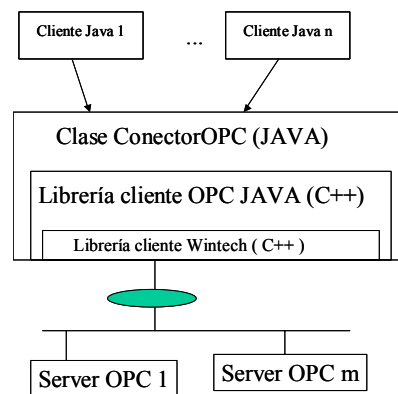 Cliente Java 1
...
Cliente Java n
Clase ConectorOPC (JAVA)
Librería cliente OPC JAVA (C++)
Librería cliente Wintech ( C++ )
Server OPC 1
Server OPC m